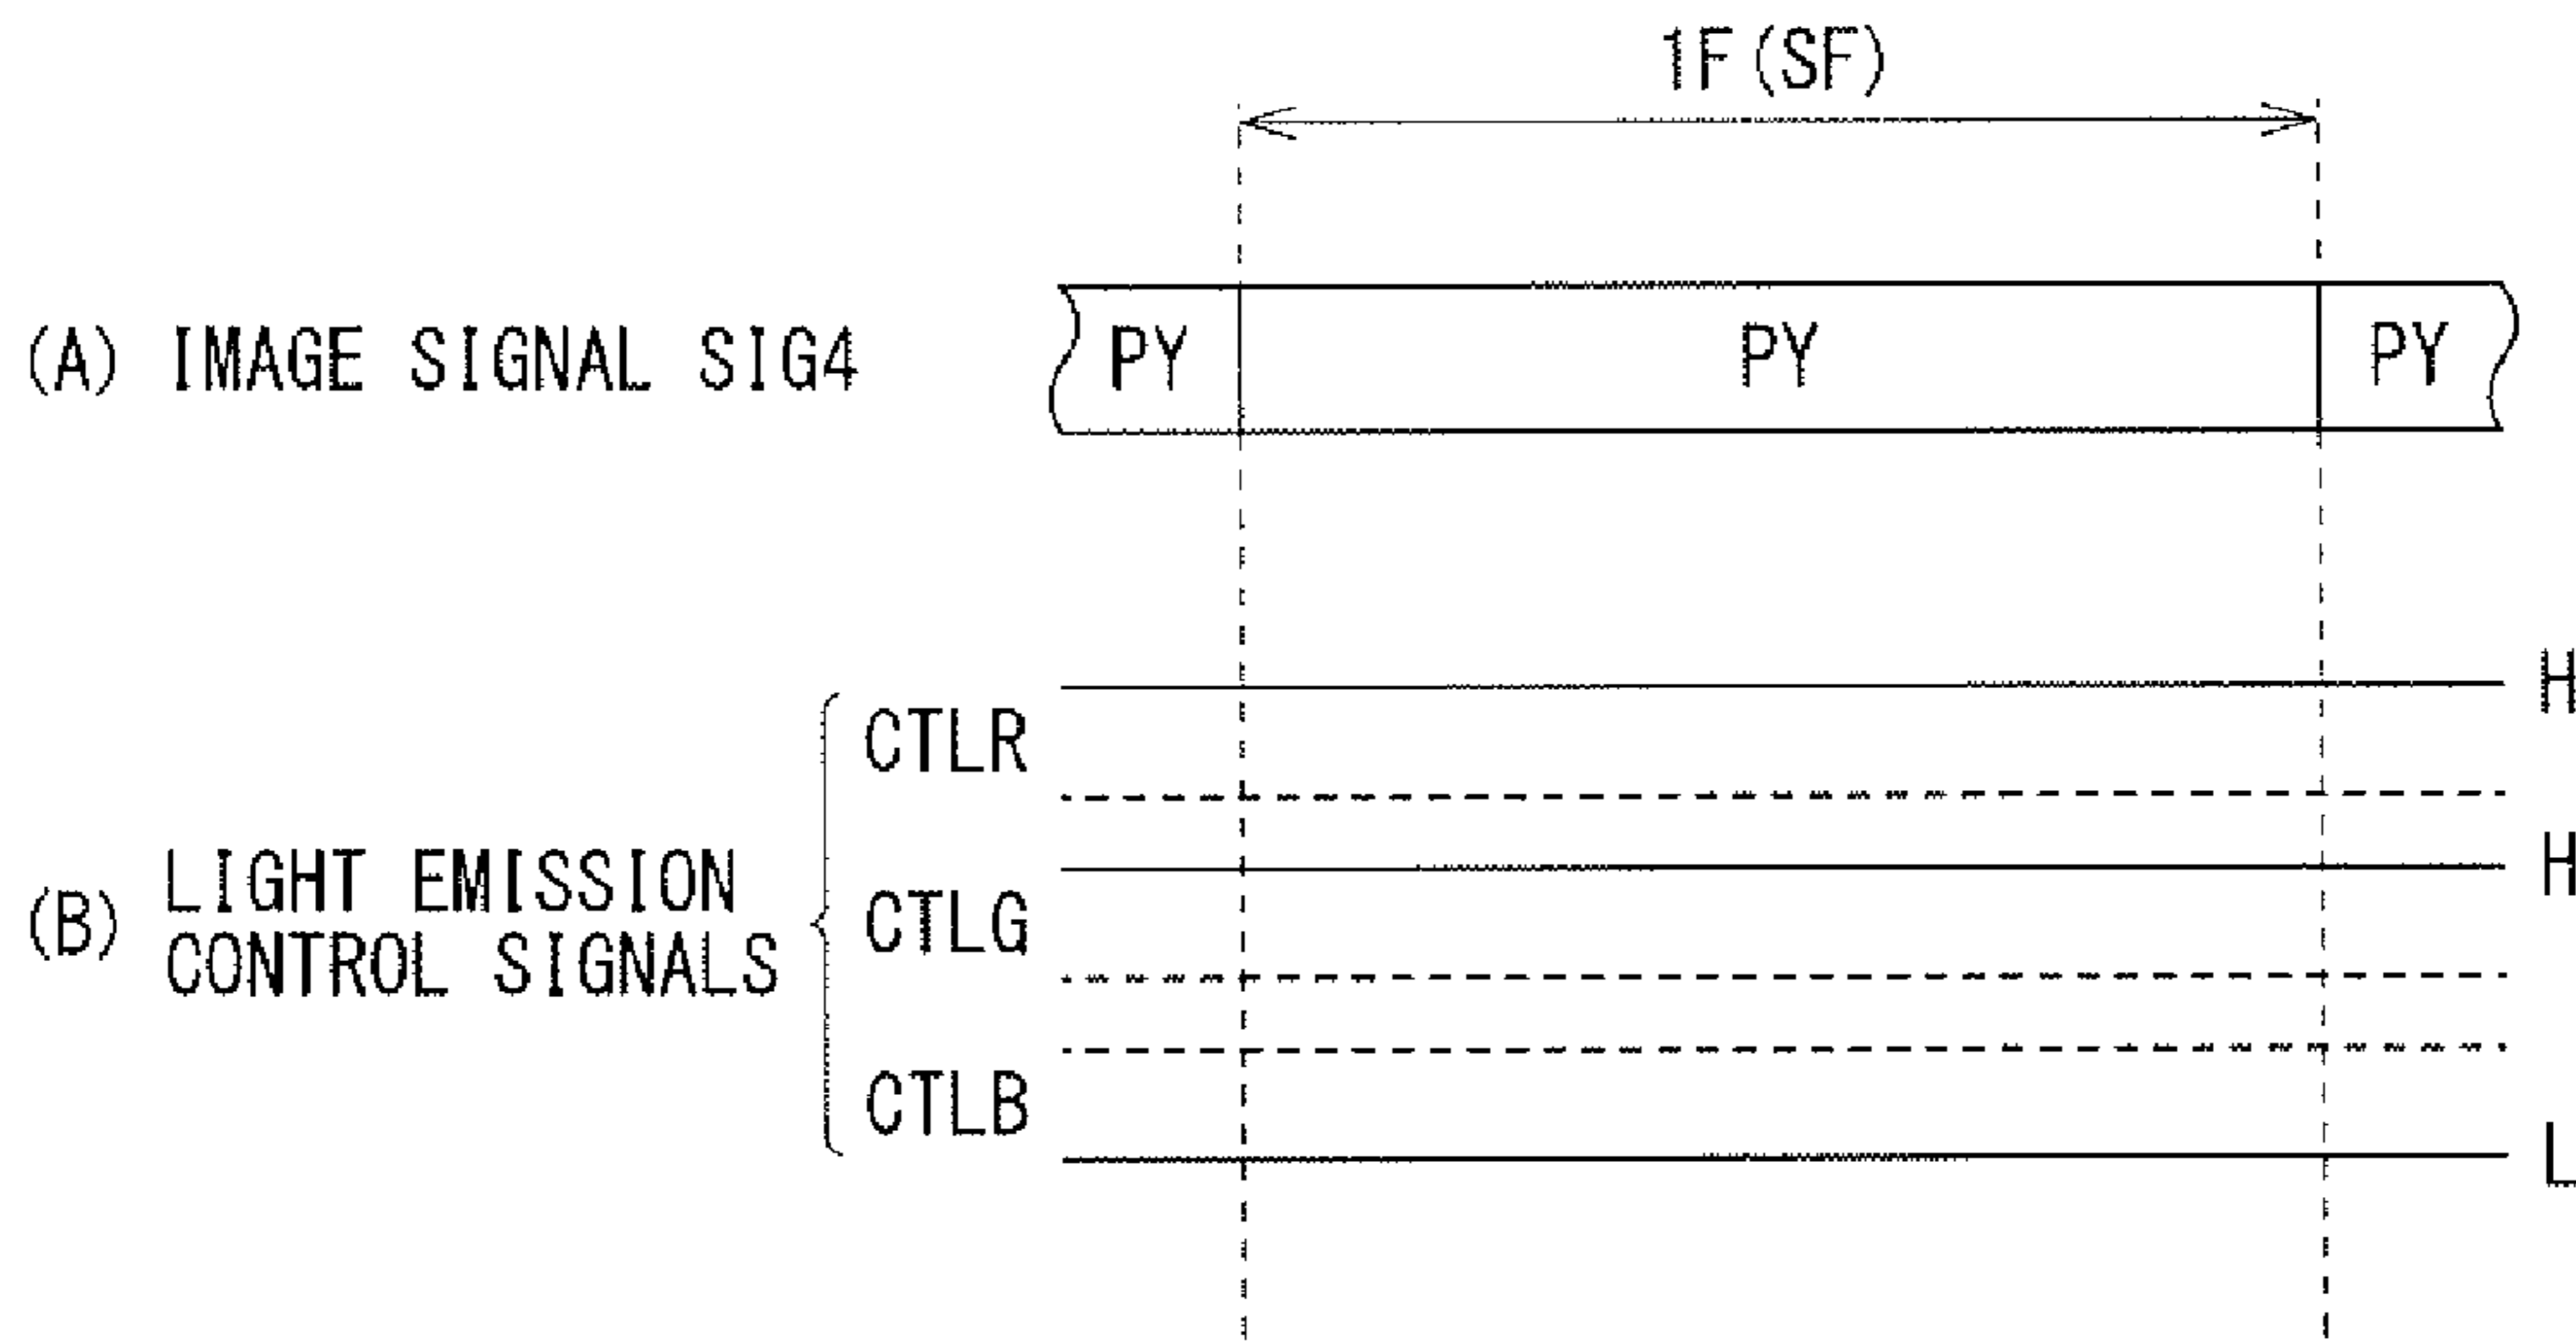 1F(SF)
(A) IMAGE SIGNAL SIG4 PY PY PY
CTLR H
(B) LIGHT EMISSION
CONTROL SIGNALS
CTLG H
CTLB L